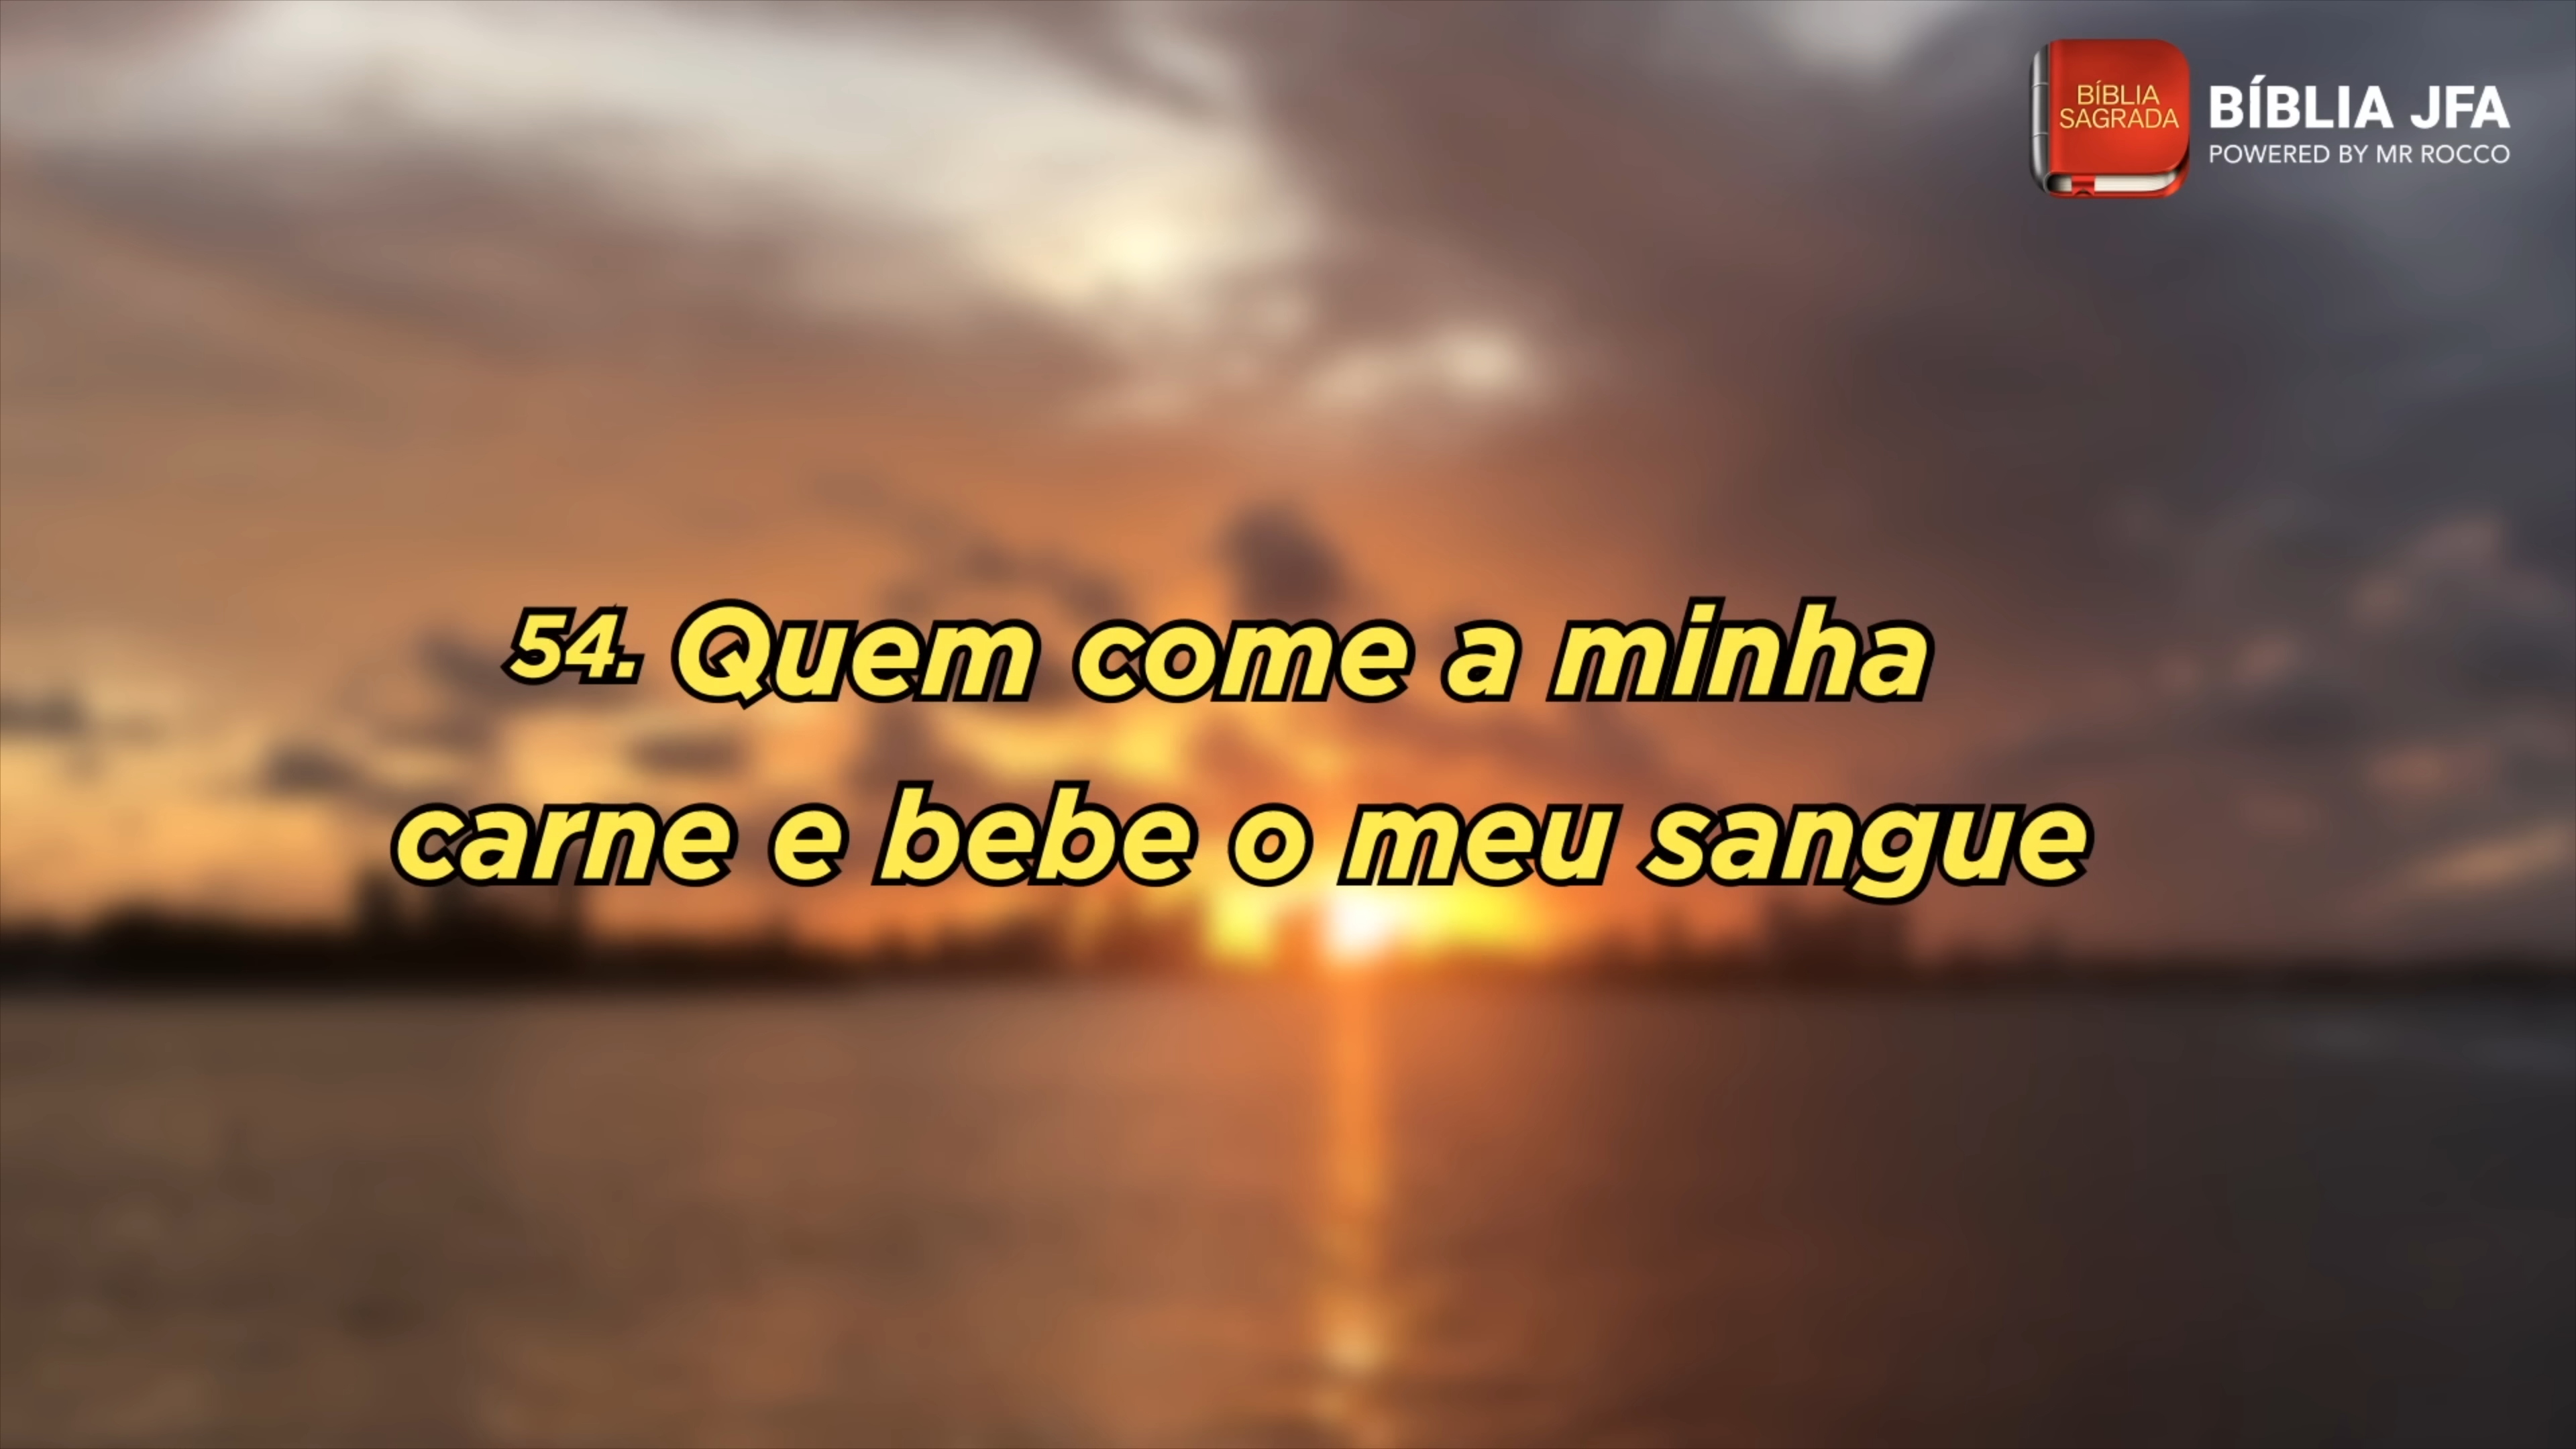 BÍBLIA
SAGRADA
BÍBLIA JFA
POWERED BY MR ROCCO
54. Quem come a minha
carne e bebe o meu sangue